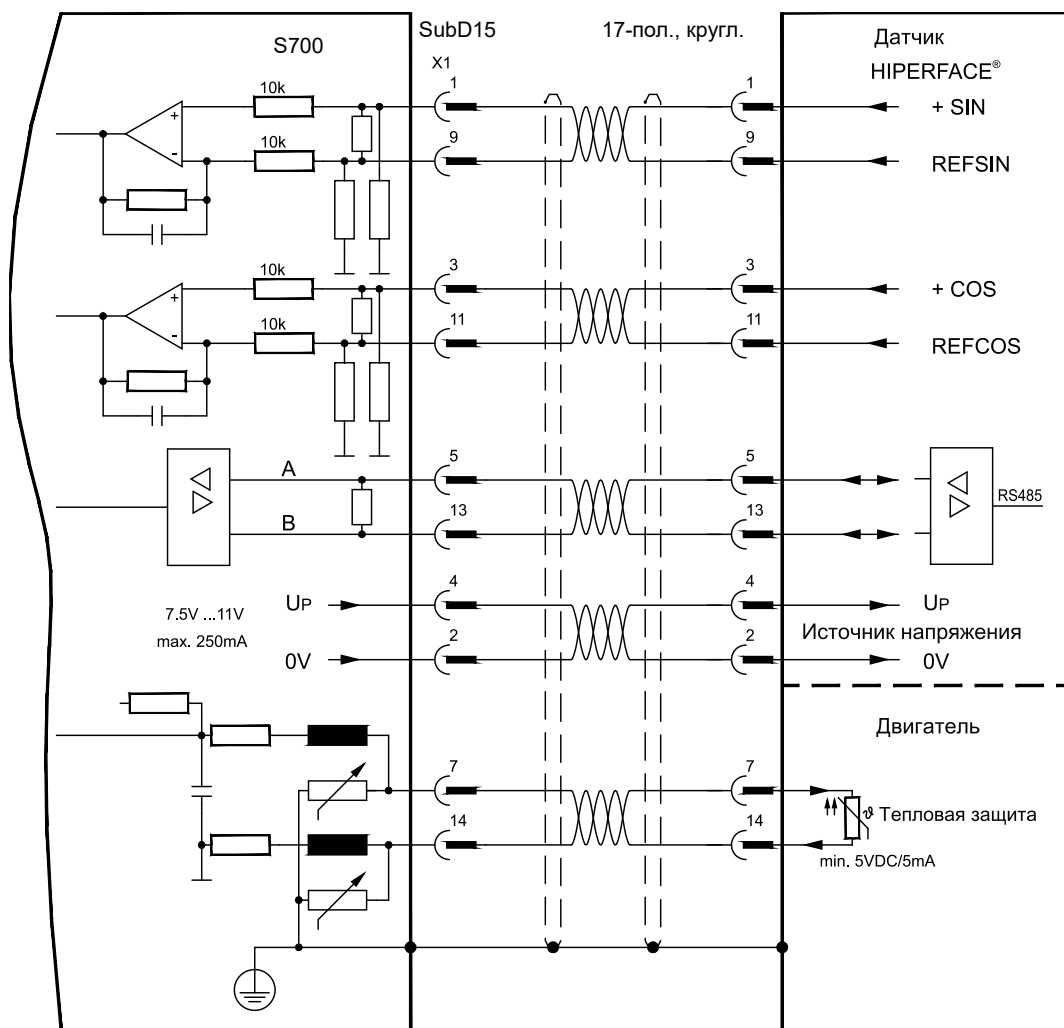 S700
SubD15
17-пол., кругл.
Датчик
HIPERFACE®
X1
10k
+
1
1
+ SIN
10k
-
9
9
REFSIN
10k
+
3
3
+ COS
10k
-
11
11
REFCOS
A
5
5
RS485
B
13
13
7.5V ...11V
max. 250mA
UP
4
4
UP
Источник напряжения
0V
2
2
0V
Двигатель
7
7
ϑ Тепловая защита
14
14
min. 5VDC/5mA